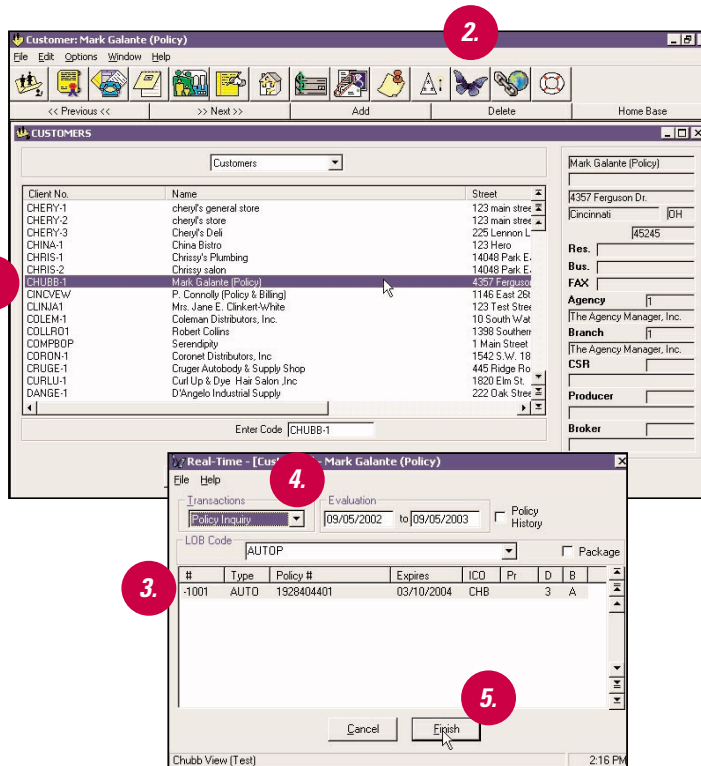 2.
Customer: Mark Galante (Policy)
File Edit Options Window Help
<< Previous << >> Next >> Add Delete Home Base
CUSTOMERS
Customers
Client No. Name Street
CHERY-1 cheryl's general store 123 main stree
CHERY-2 cheryl's store 123 main stree
CHERY-3 Cheryl's Deli 225 Lennon L
CHINA-1 China Bistro 123 Hero
CHRIS-1 Chrissy's Plumbing 14048 Park E.
CHRIS-2 Chrissy salon 14048 Park E.
CHUBB-1 Mark Galante (Policy) 4357 Ferguson
CINCVEW P. Connolly (Policy & Billing) 1146 East 26t
CLINJA1 Mrs. Jane E. Clinkert-White 123 Test Stree
COLEM-1 Coleman Distributors, Inc. 10 South Wat
COLLRO1 Robert Collins 1398 Southern
COMPBOP Serendipity 1 Main Street
CORON-1 Coronet Distributors, Inc 1542 S.W. 18
CRUGE-1 Cruger Autobody & Supply Shop 445 Ridge Ro
CURLU-1 Curl Up & Dye Hair Salon ,Inc 1820 Elm St.
DANGE-1 D'Angelo Industrial Supply 222 Oak Stree
Enter Code CHUBB-1
Mark Galante (Policy)
4357 Ferguson Dr.
Cincinnati OH
45245
Res.
Bus.
FAX
Agency 1
The Agency Manager, Inc.
Branch 1
The Agency Manager, Inc.
CSR
Producer
Broker
Real-Time - [Cus - Mark Galante (Policy)
4.
File Help
Transactions Evaluation
Policy Inquiry 09/05/2002 to 09/05/2003 Policy History
LOB Code
AUTOP Package
3.
# Type Policy # Expires ICO Pr D B
-1001 AUTO 1928404401 03/10/2004 CHB 3 A
5.
Cancel Finish
Chubb View (Test) 2:16 PM